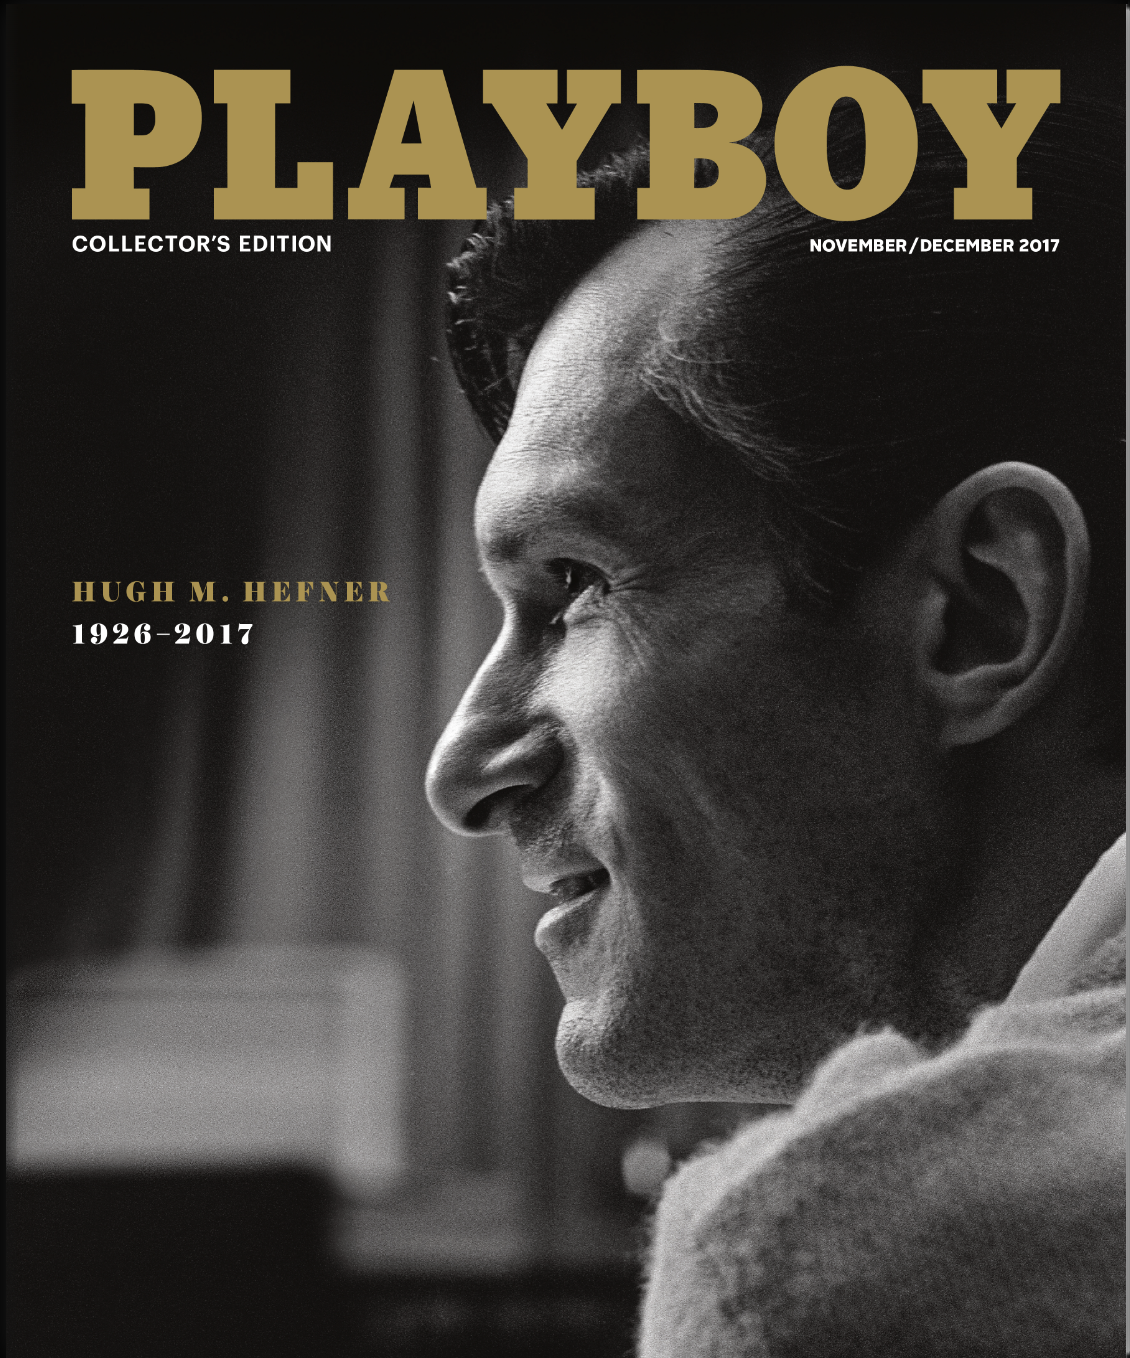 PLAYBOY
COLLECTOR'S EDITION
NOVEMBER/DECEMBER 2017
HUGH M. HEFNER
1926–2017